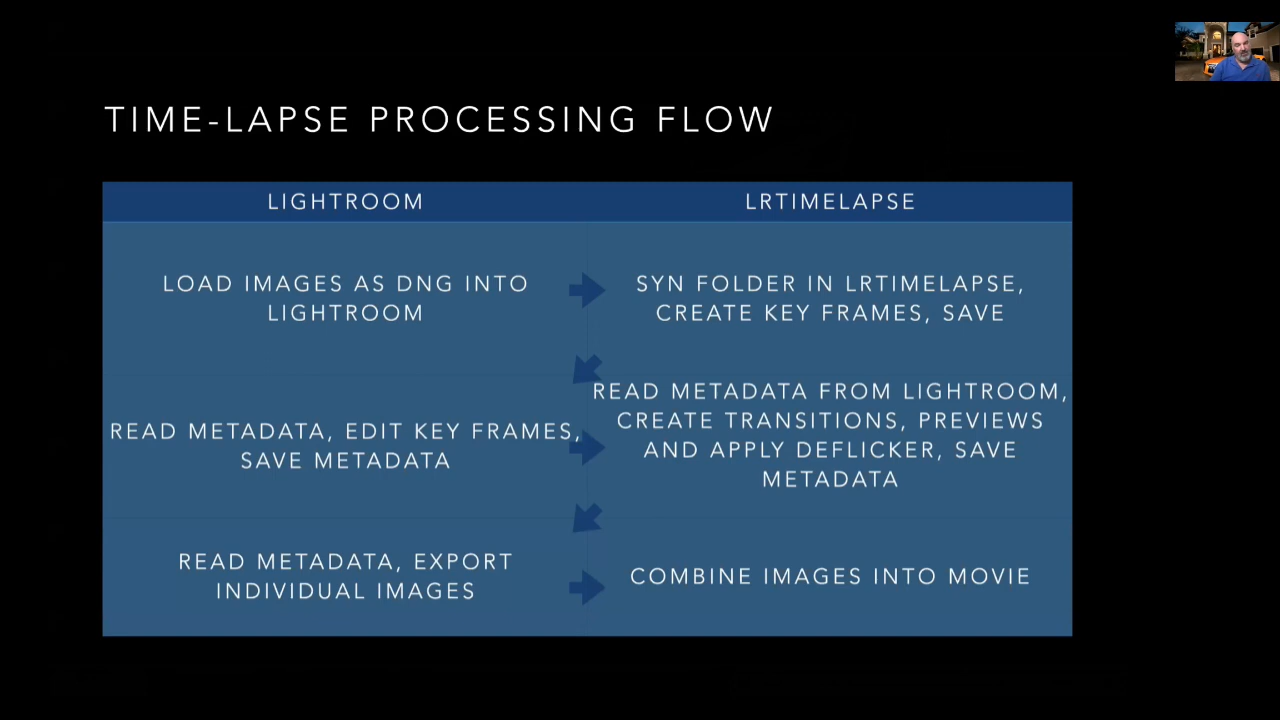 TIME-LAPSE PROCESSING FLOW
LIGHTROOM
LRTIMELAPSE
LOAD IMAGES AS DNG INTO
LIGHTROOM
SYN FOLDER IN LRTIMELAPSE,
CREATE KEY FRAMES, SAVE
READ METADATA, EDIT KEY FRAMES,
SAVE METADATA
READ METADATA FROM LIGHTROOM,
CREATE TRANSITIONS, PREVIEWS
AND APPLY DEFLICKER, SAVE
METADATA
READ METADATA, EXPORT
INDIVIDUAL IMAGES
COMBINE IMAGES INTO MOVIE